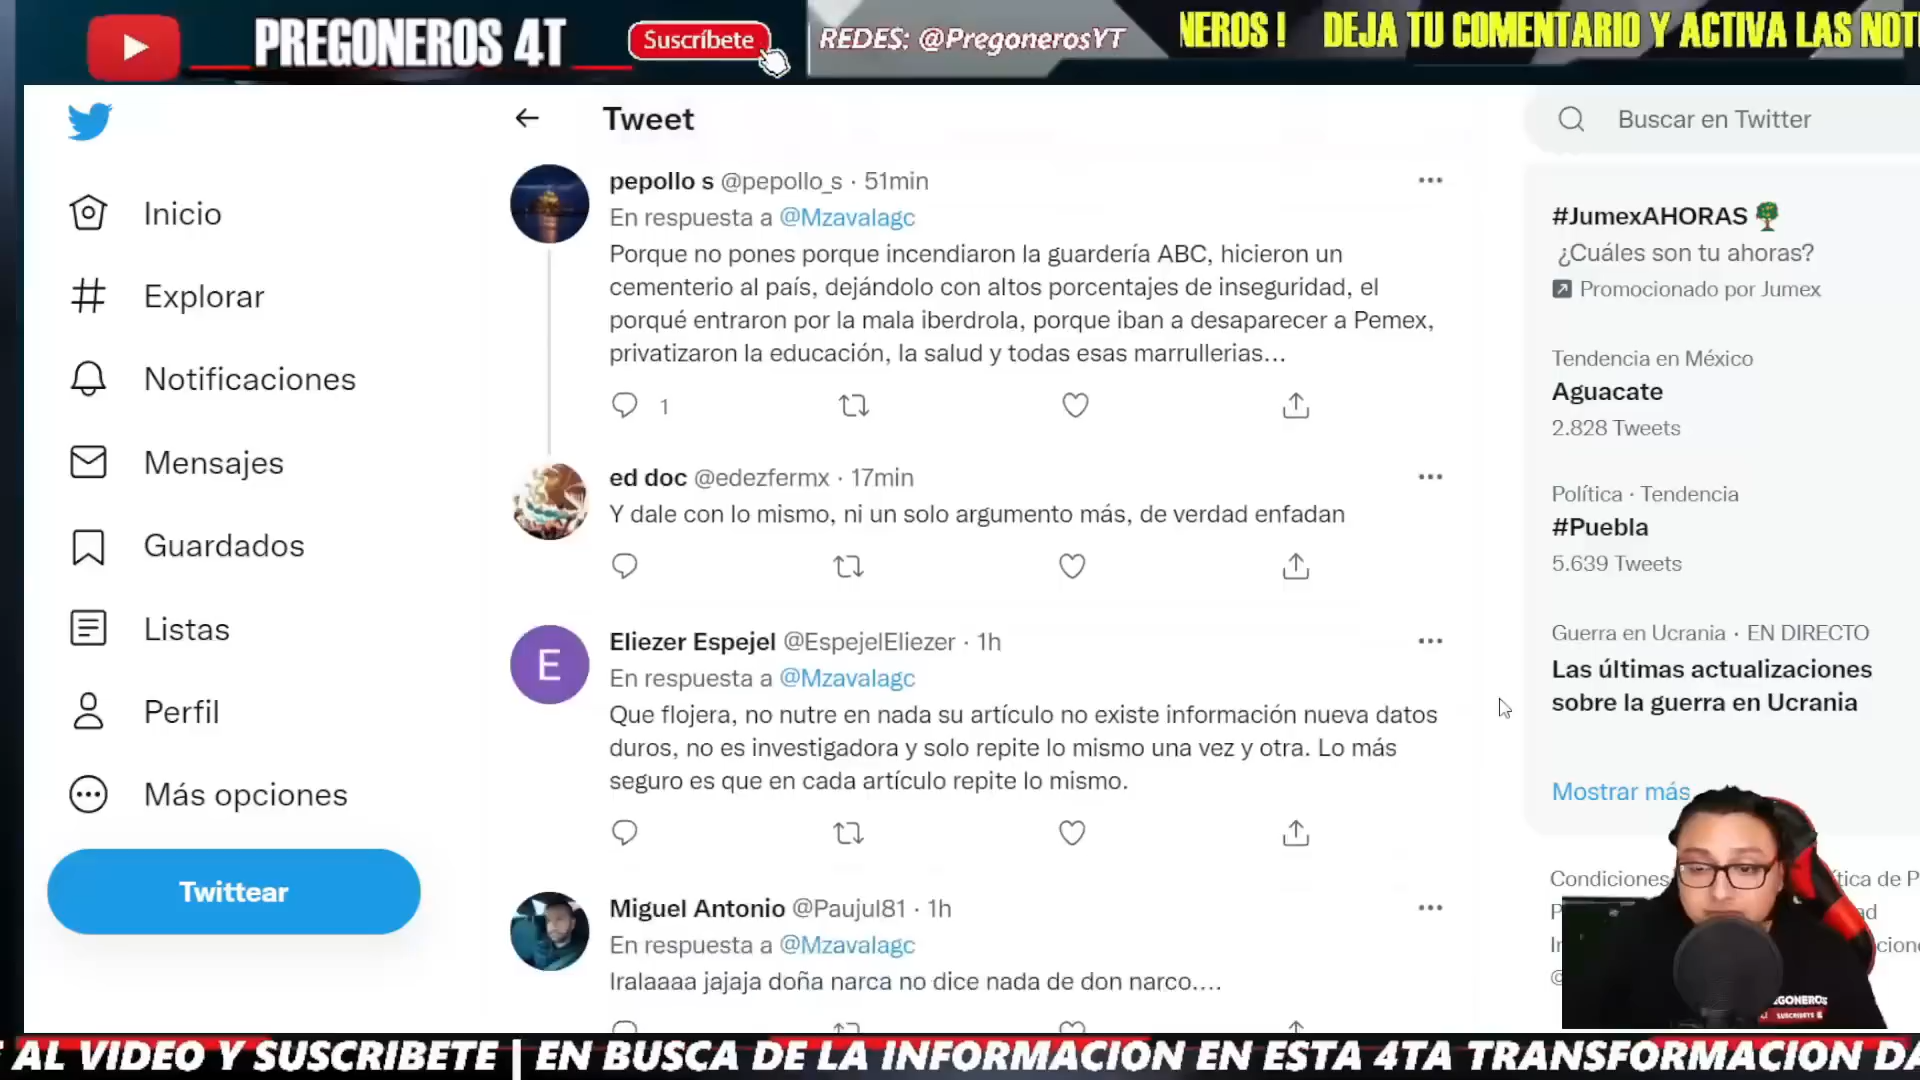 PREGONEROS 4T
Suscríbete
REDES: @PregonerosYT
NEROS ! DEJA TU COMENTARIO Y ACTIVA LAS NOT
Inicio
Explorar
Notificaciones
Mensajes
Guardados
Listas
Perfil
Más opciones
Twittear
Tweet
pepollo s @pepollo_s · 51min
En respuesta a @Mzavalagc
Porque no pones porque incendiaron la guardería ABC, hicieron un
cementerio al país, dejándolo con altos porcentajes de inseguridad, el
porqué entraron por la mala iberdrola, porque iban a desaparecer a Pemex,
privatizaron la educación, la salud y todas esas marrullerias...
1
ed doc @edezfermx · 17min
Y dale con lo mismo, ni un solo argumento más, de verdad enfadan
E
Eliezer Espejel @EspejelEliezer · 1h
En respuesta a @Mzavalagc
Que flojera, no nutre en nada su artículo no existe información nueva datos
duros, no es investigadora y solo repite lo mismo una vez y otra. Lo más
seguro es que en cada artículo repite lo mismo.
Miguel Antonio @Paujul81 · 1h
En respuesta a @Mzavalagc
Iralaaaa jajaja doña narca no dice nada de don narco....
Buscar en Twitter
#JumexAHORAS
¿Cuáles son tu ahoras?
Promocionado por Jumex
Tendencia en México
Aguacate
2.828 Tweets
Política · Tendencia
#Puebla
5.639 Tweets
Guerra en Ucrania · EN DIRECTO
Las últimas actualizaciones
sobre la guerra en Ucrania
Mostrar más
Condiciones ítica de P
EGONEROS
SUSCRIBETE
E AL VIDEO Y SUSCRIBETE | EN BUSCA DE LA INFORMACION EN ESTA 4TA TRANSFORMACION DA